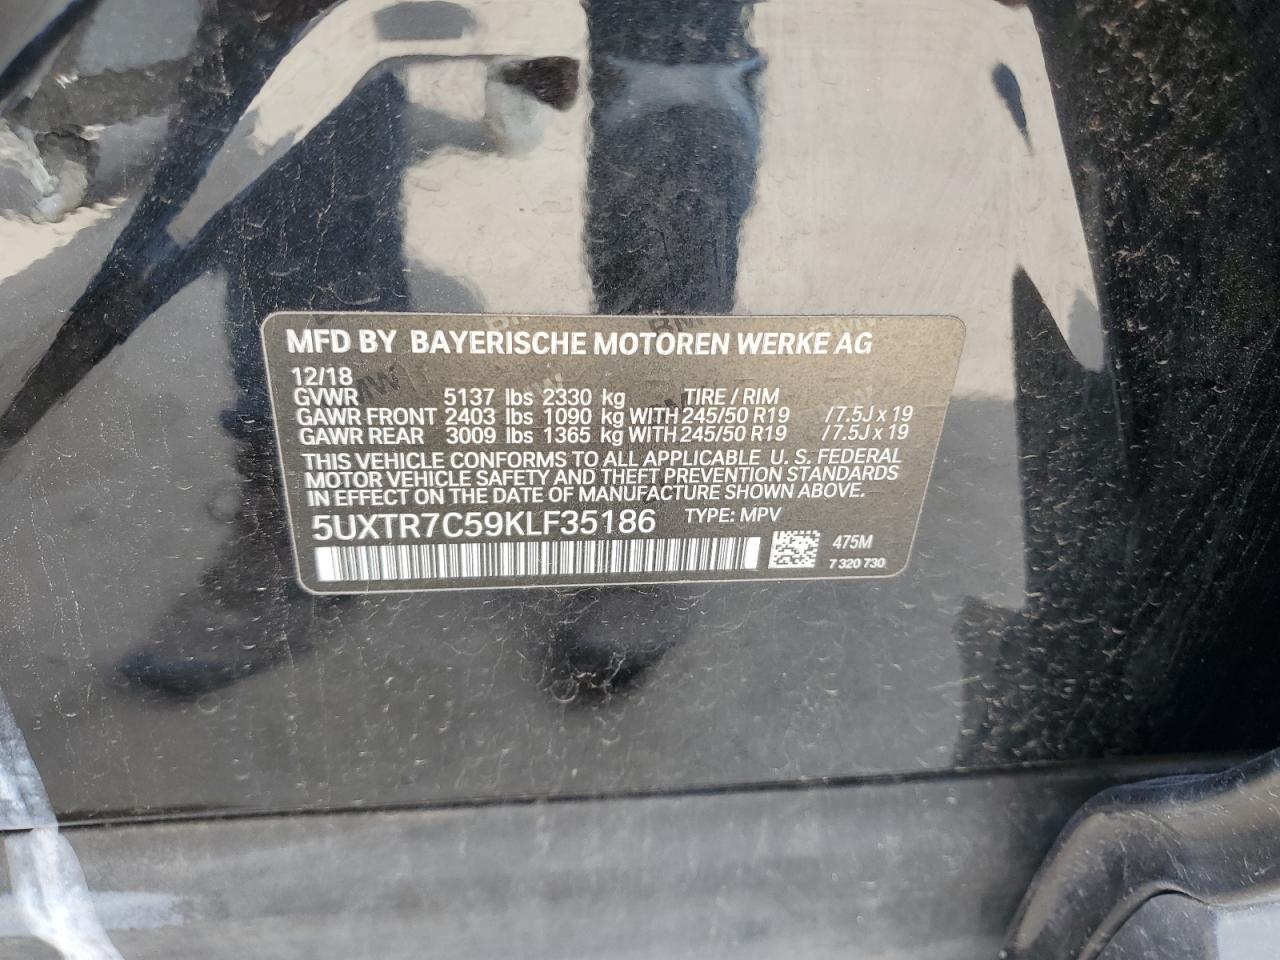 MFD BY BAYERISCHE MOTOREN WERKE AG
12/18
GVWR 5137 lbs 2330 kg TIRE / RIM
GAWR FRONT 2403 lbs 1090 kg WITH 245/50 R19 /7.5J x 19
GAWR REAR 3009 lbs 1365 kg WITH 245/50 R19 /7.5J x 19
THIS VEHICLE CONFORMS TO ALL APPLICABLE U. S. FEDERAL
MOTOR VEHICLE SAFETY AND THEFT PREVENTION STANDARDS
IN EFFECT ON THE DATE OF MANUFACTURE SHOWN ABOVE.
5UXTR7C59KLF35186 TYPE: MPV
475M
7 320 730